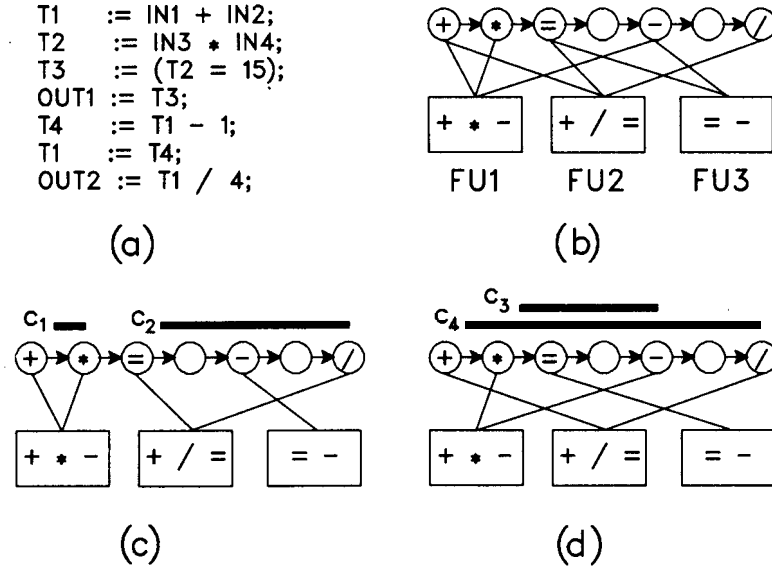 T1 := IN1 + IN2;
T2 := IN3 * IN4;
T3 := (T2 = 15);
OUT1 := T3;
T4 := T1 - 1;
T1 := T4;
OUT2 := T1 / 4;
(a)
+ * = - /
+ * -
+ / =
= -
FU1 FU2 FU3
(b)
C1 C2
+ * = - /
+ * -
+ / =
= -
(c)
C3
C4
+ * = - /
+ * -
+ / =
= -
(d)